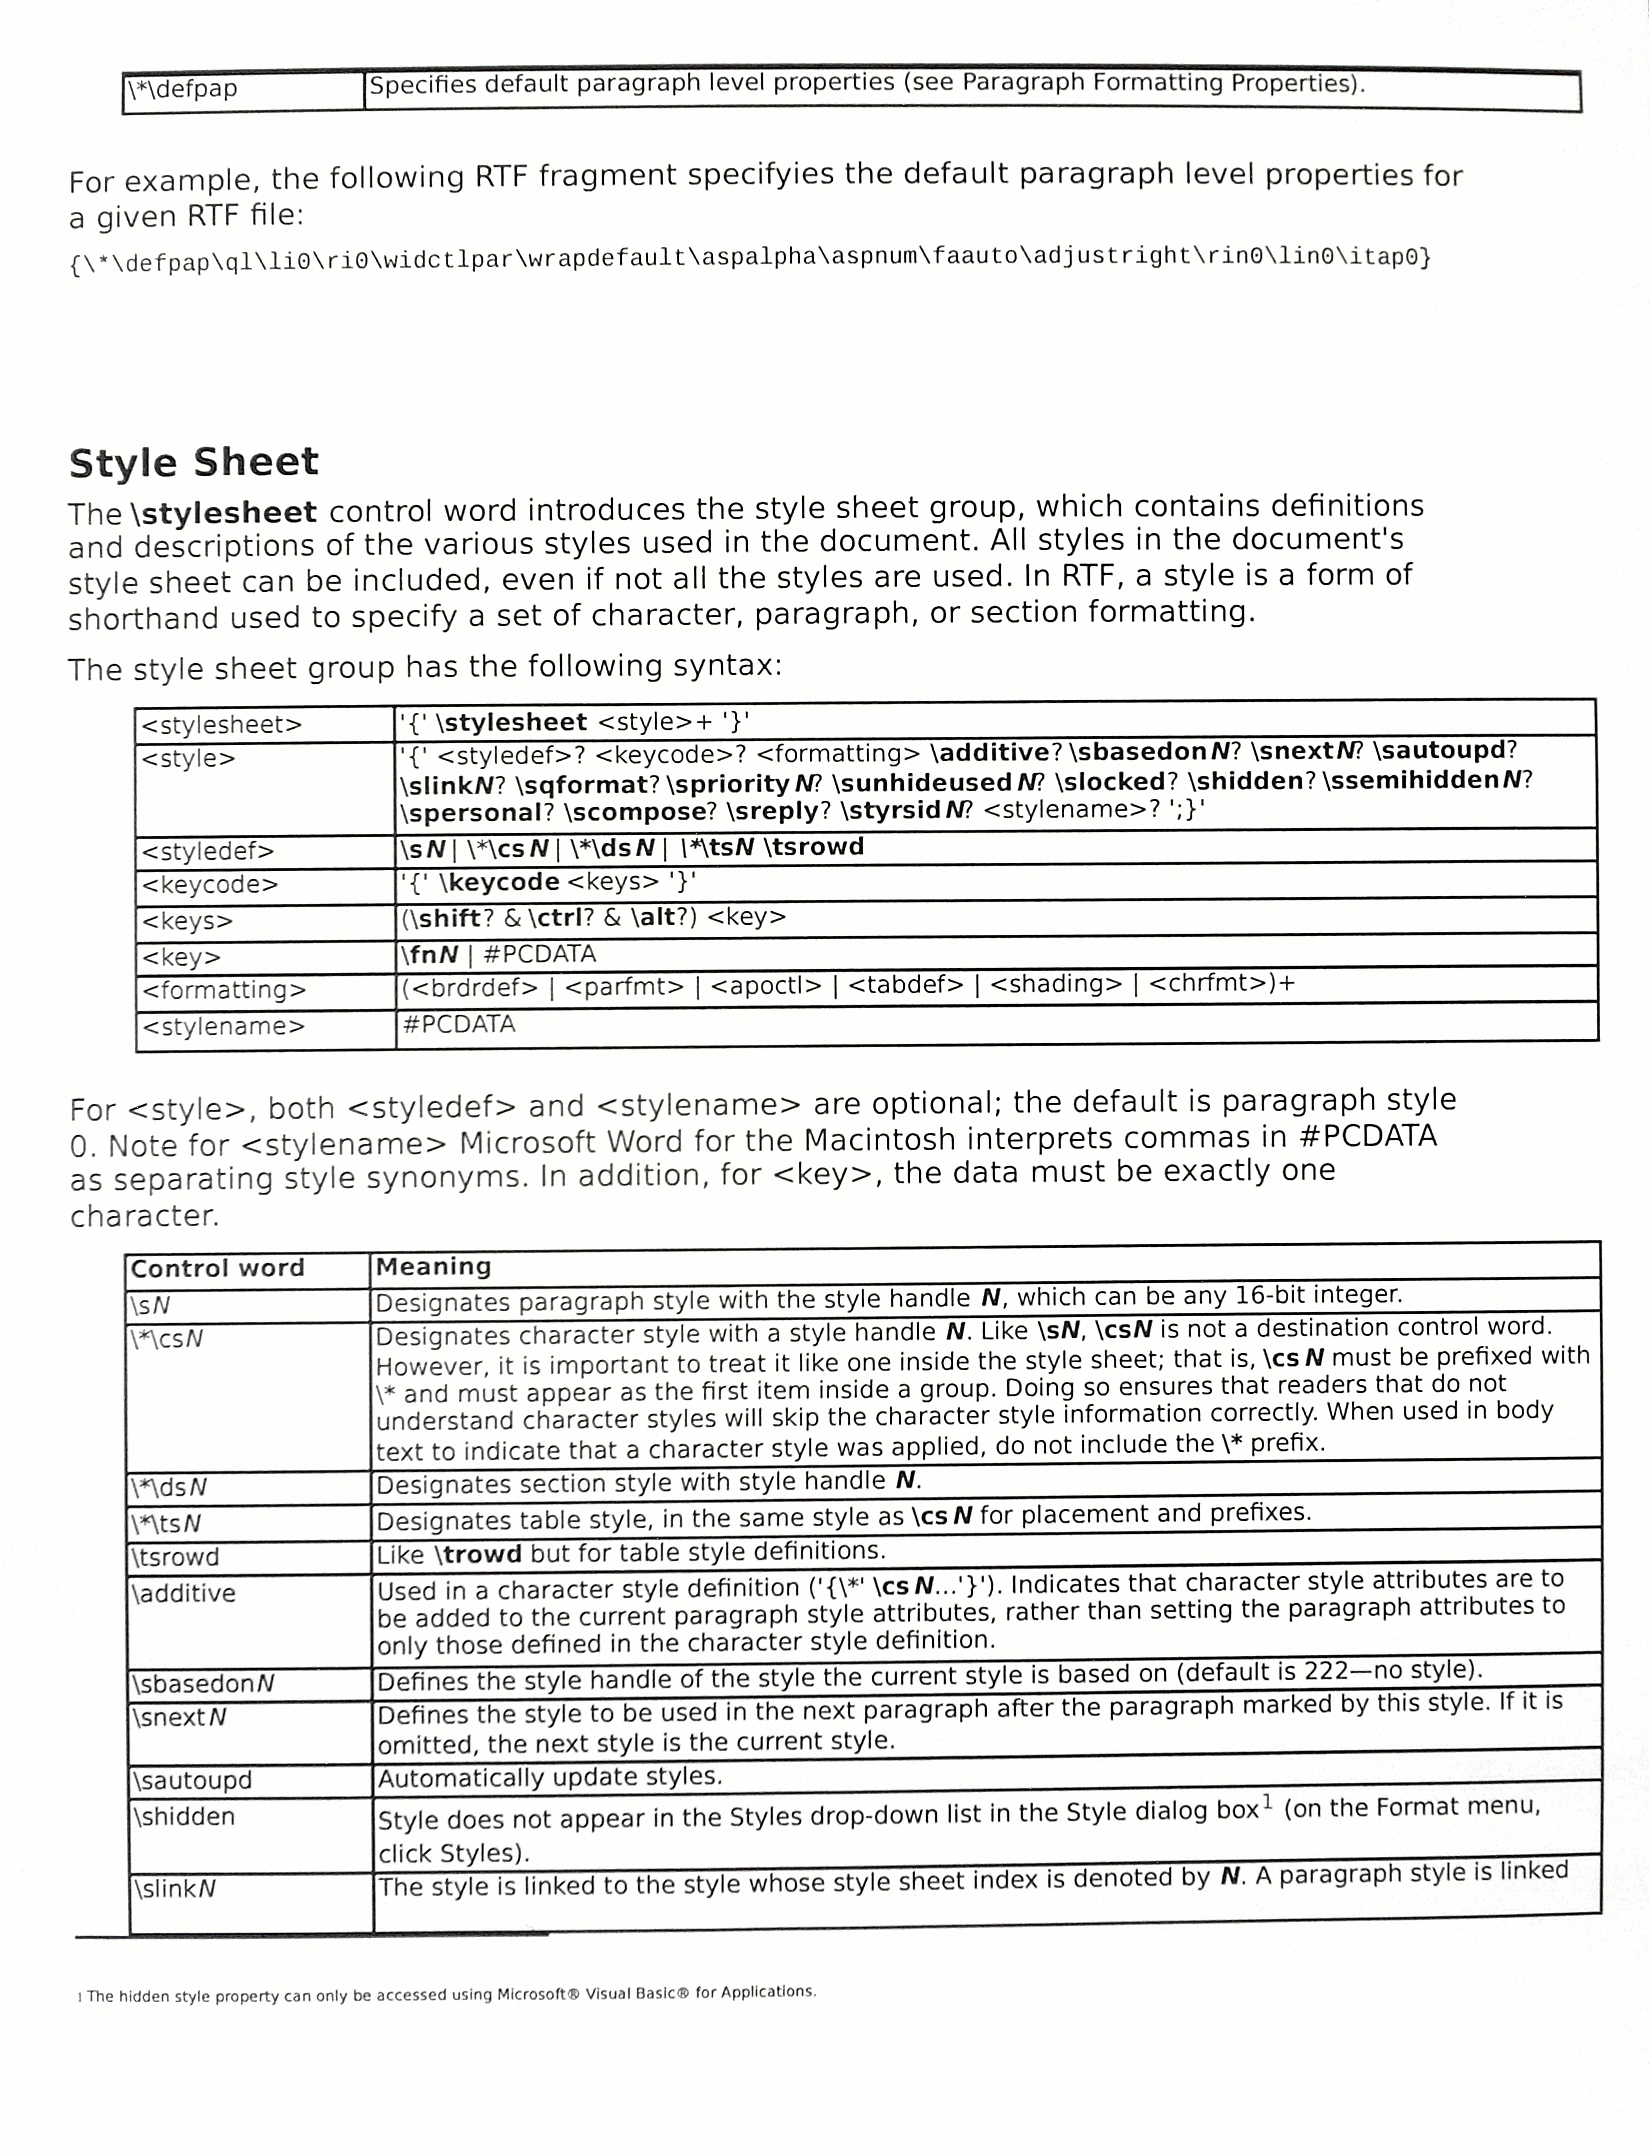 \*\defpap Specifies default paragraph level properties (see Paragraph Formatting Properties).
For example, the following RTF fragment specifyies the default paragraph level properties for
a given RTF file:
{\*\defpap\ql\li0\ri0\widctlpar\wrapdefault\aspalpha\aspnum\faauto\adjustright\rin0\lin0\itap0}
Style Sheet
The \stylesheet control word introduces the style sheet group, which contains definitions
and descriptions of the various styles used in the document. All styles in the document's
style sheet can be included, even if not all the styles are used. In RTF, a style is a form of
shorthand used to specify a set of character, paragraph, or section formatting.
The style sheet group has the following syntax:
<stylesheet> '{' \stylesheet <style>+ '}'
<style> '{' <styledef>? <keycode>? <formatting> \additive? \sbasedonN? \snextN? \sautoupd?
\slinkN? \sqformat? \spriorityN? \sunhideusedN? \slocked? \shidden? \ssemihiddenN?
\spersonal? \scompose? \sreply? \styrsidN? <stylename>? ';}'
<styledef> \sN | \*\csN | \*\dsN | \*\tsN \tsrowd
<keycode> '{' \keycode <keys> '}'
<keys> (\shift? & \ctrl? & \alt?) <key>
<key> \fnN | #PCDATA
<formatting> (<brdrdef> | <parfmt> | <apoctl> | <tabdef> | <shading> | <chrfmt>)+
<stylename> #PCDATA
For <style>, both <styledef> and <stylename> are optional; the default is paragraph style
0. Note for <stylename> Microsoft Word for the Macintosh interprets commas in #PCDATA
as separating style synonyms. In addition, for <key>, the data must be exactly one
character.
Control word Meaning
\sN Designates paragraph style with the style handle N, which can be any 16-bit integer.
\*\csN Designates character style with a style handle N. Like \sN, \csN is not a destination control word.
However, it is important to treat it like one inside the style sheet; that is, \csN must be prefixed with
\* and must appear as the first item inside a group. Doing so ensures that readers that do not
understand character styles will skip the character style information correctly. When used in body
text to indicate that a character style was applied, do not include the \* prefix.
\*\dsN Designates section style with style handle N.
\*\tsN Designates table style, in the same style as \csN for placement and prefixes.
\tsrowd Like \trowd but for table style definitions.
\additive Used in a character style definition ('{\*' \csN...'}'). Indicates that character style attributes are to
be added to the current paragraph style attributes, rather than setting the paragraph attributes to
only those defined in the character style definition.
\sbasedonN Defines the style handle of the style the current style is based on (default is 222—no style).
\snextN Defines the style to be used in the next paragraph after the paragraph marked by this style. If it is
omitted, the next style is the current style.
\sautoupd Automatically update styles.
\shidden Style does not appear in the Styles drop-down list in the Style dialog box1 (on the Format menu,
click Styles).
\slinkN The style is linked to the style whose style sheet index is denoted by N. A paragraph style is linked
1 The hidden style property can only be accessed using Microsoft® Visual Basic® for Applications.